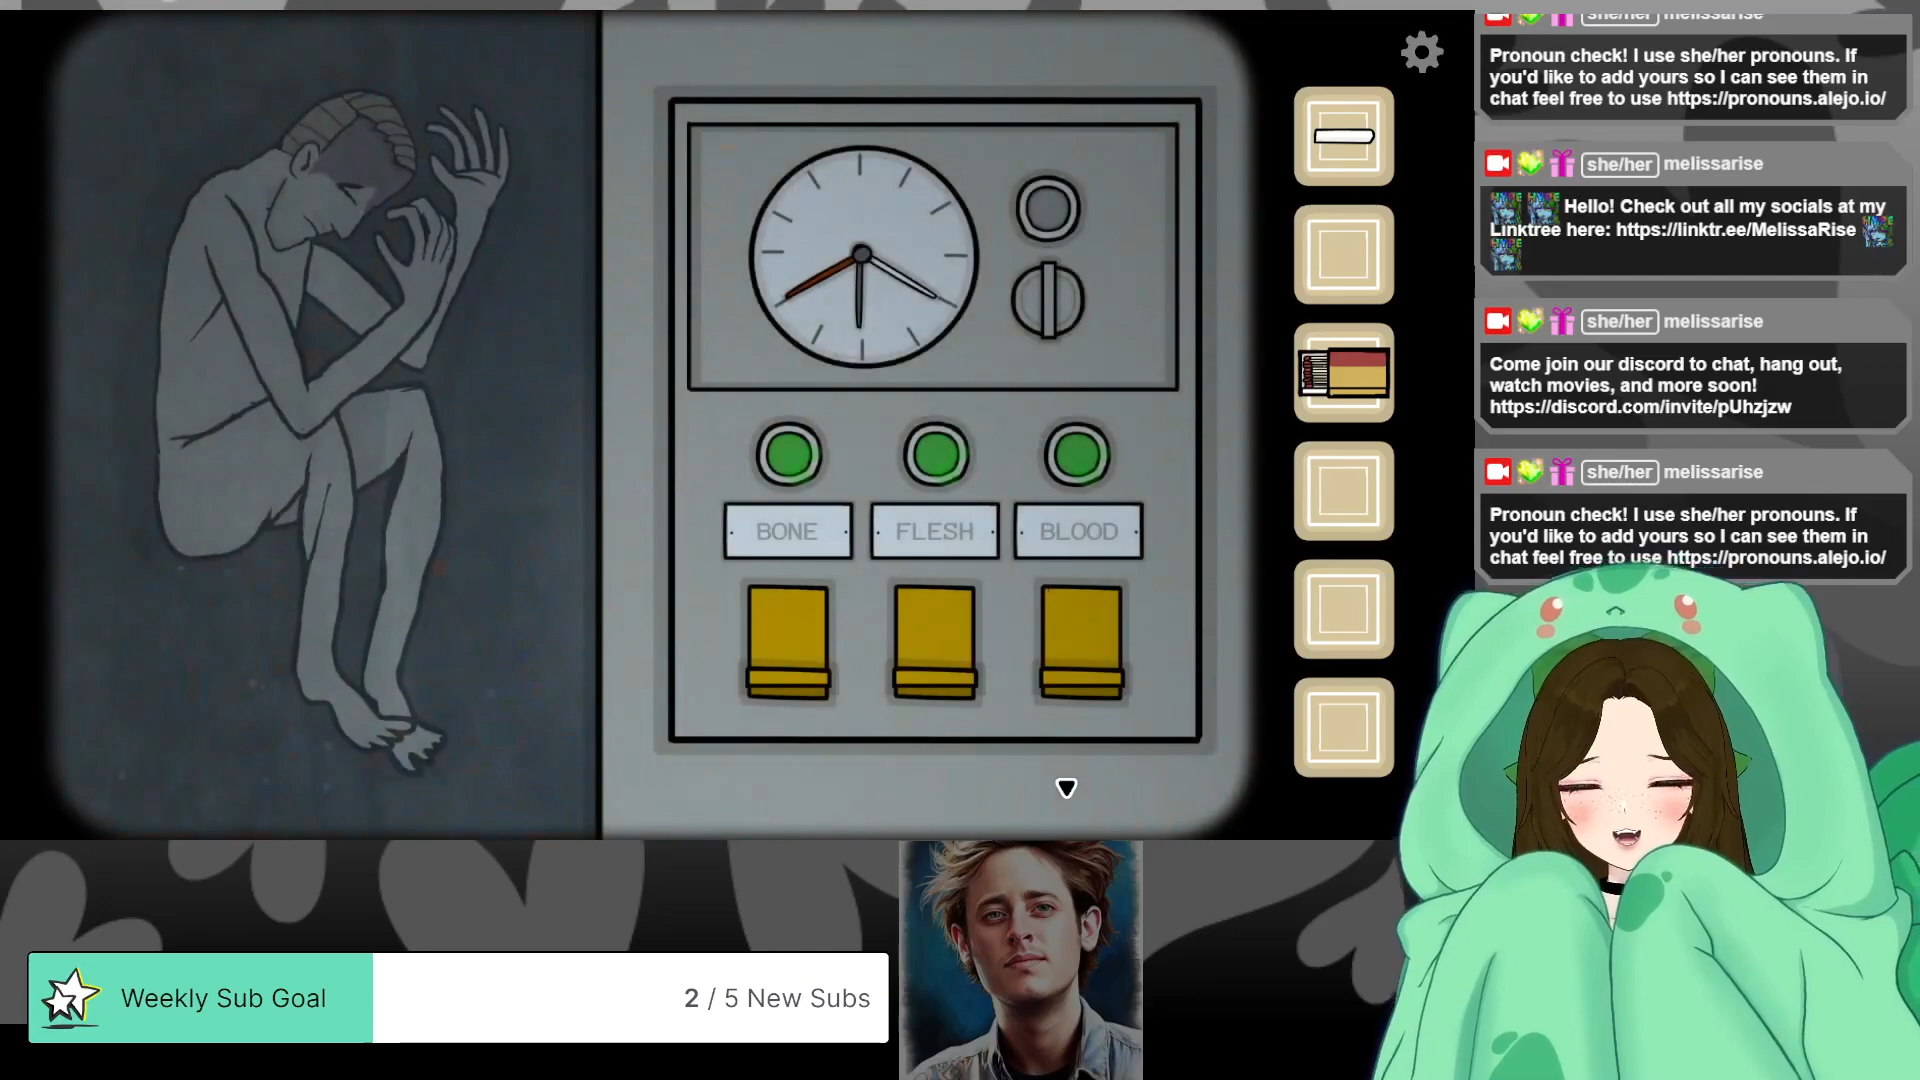 she/her melissarise
Pronoun check! I use she/her pronouns. If
you'd like to add yours so I can see them in
chat feel free to use https://pronouns.alejo.io/
she/her melissarise
Hello! Check out all my socials at my
Linktree here: https://linktr.ee/MelissaRise
she/her melissarise
Come join our discord to chat, hang out,
watch movies, and more soon!
https://discord.com/invite/pUhzjzw
she/her melissarise
Pronoun check! I use she/her pronouns. If
you'd like to add yours so I can see them in
chat feel free to use https://pronouns.alejo.io/
BONE FLESH BLOOD
Weekly Sub Goal 2 / 5 New Subs